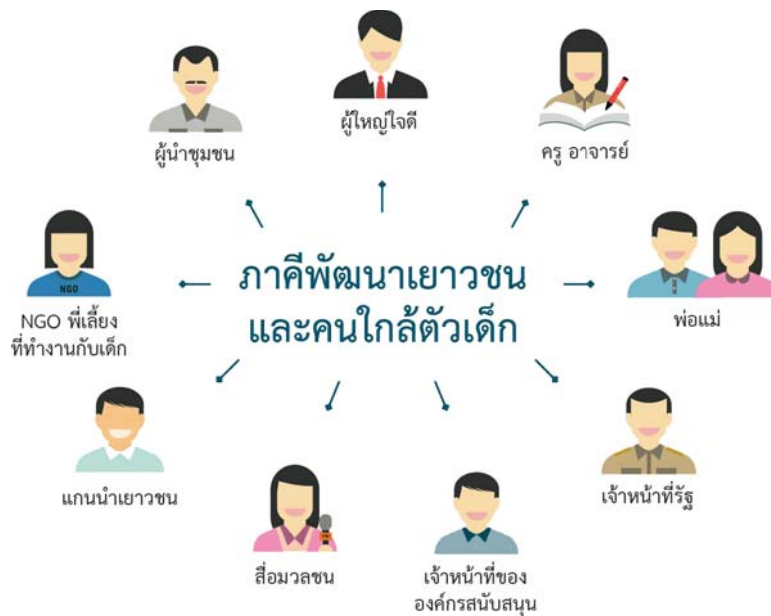 ผู้ใหญ่ใจดี
ผู้นำชุมชน
ครู อาจารย์
ภาคีพัฒนาเยาวชน
และคนใกล้ตัวเด็ก
NGO
NGO พี่เลี้ยง
ที่ทำงานกับเด็ก
พ่อแม่
แกนนำเยาวชน
เจ้าหน้าที่รัฐ
สื่อมวลชน
เจ้าหน้าที่ของ
องค์กรสนับสนุน